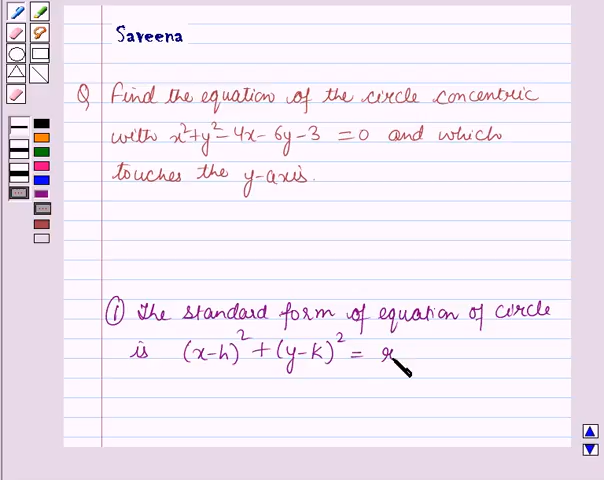 Saveena
Q Find the equation of the circle concentric
with x²+y²-4x-6y-3 =0 and which
touches the y-axis.
① The standard form of equation of circle
is (x-h)² + (y-k)² = r